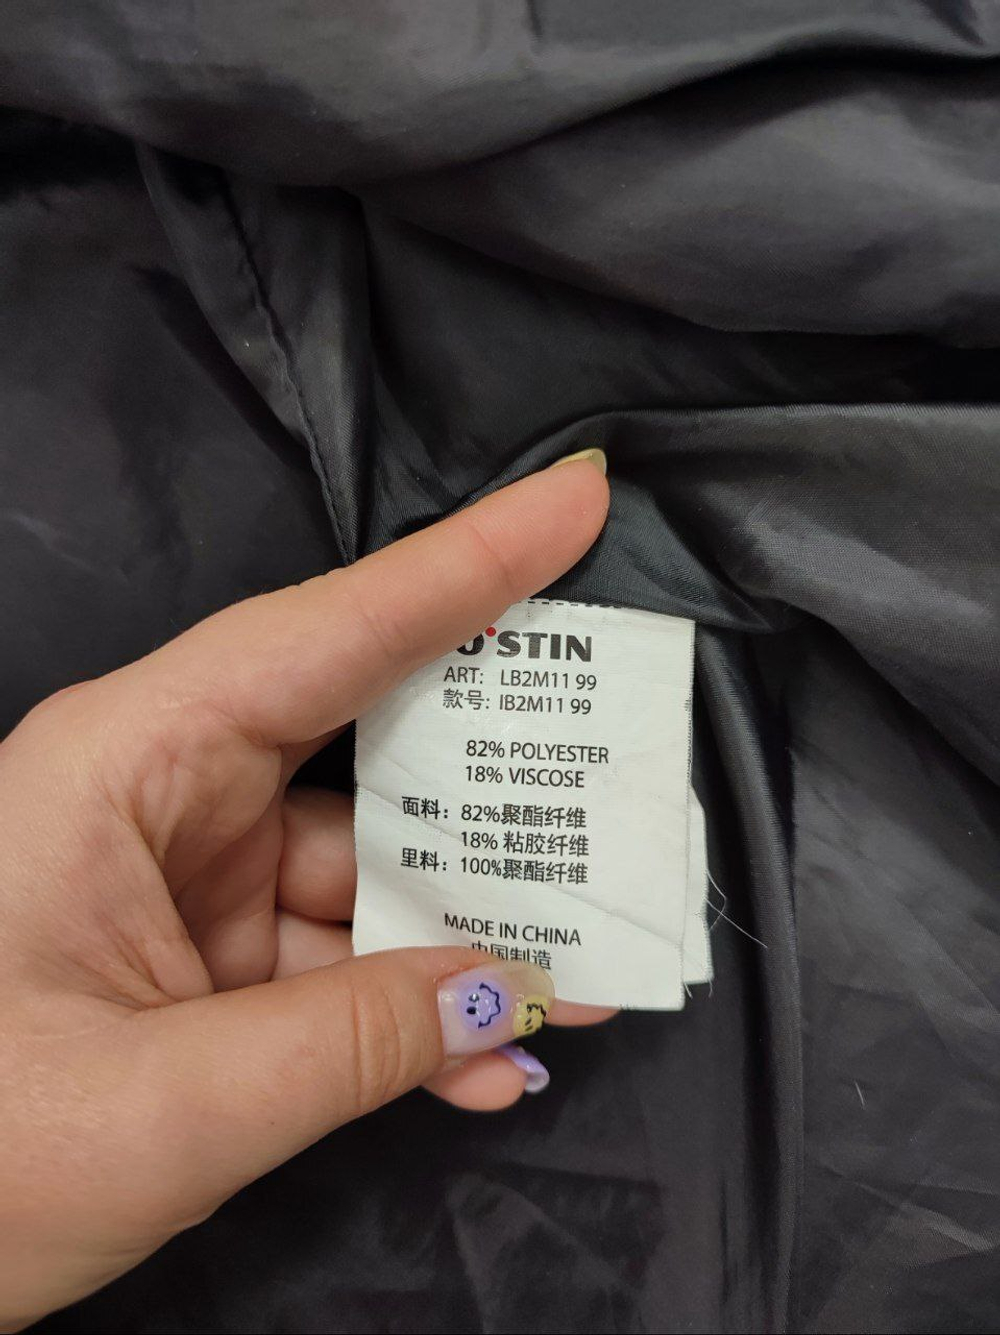 O'STIN
ART: LB2M11 99
款号: IB2M11 99
82% POLYESTER
18% VISCOSE
面料: 82%聚酯纤维
18% 粘胶纤维
里料: 100%聚酯纤维
MADE IN CHINA
中国制造